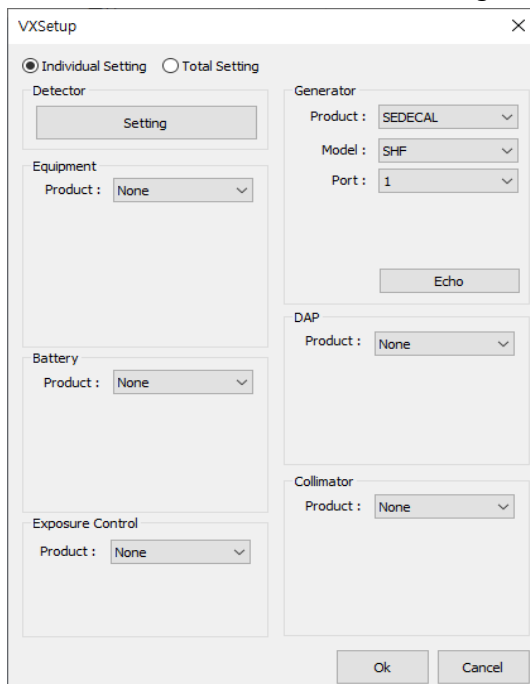 VXSetup
Individual Setting
Total Setting
Detector
Setting
Equipment
Product :
None
Battery
Product :
None
Exposure Control
Product :
None
Generator
Product :
SEDECAL
Model :
SHF
Port :
1
Echo
DAP
Product :
None
Collimator
Product :
None
Ok
Cancel